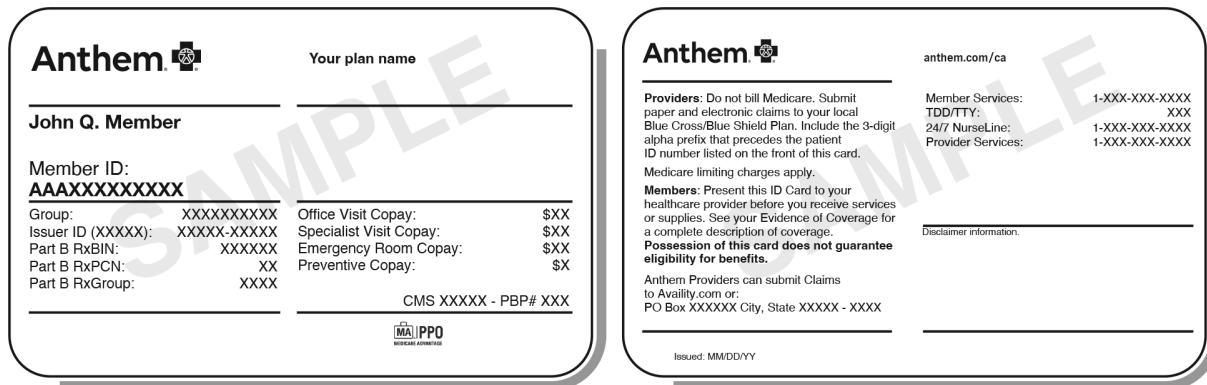 Anthem
Your plan name
John Q. Member
Member ID:
AAAXXXXXXXXXX
Group: XXXXXXXXXX
Issuer ID (XXXXX): XXXXX-XXXXX
Part B RxBIN: XXXXXX
Part B RxPCN: XX
Part B RxGroup: XXXX
Office Visit Copay: $XX
Specialist Visit Copay: $XX
Emergency Room Copay: $XX
Preventive Copay: $X
CMS XXXXX - PBP# XXX
MA PPO
MEDICARE ADVANTAGE
SAMPLE
Anthem
anthem.com/ca
Providers: Do not bill Medicare. Submit
paper and electronic claims to your local
Blue Cross/Blue Shield Plan. Include the 3-digit
alpha prefix that precedes the patient
ID number listed on the front of this card.
Medicare limiting charges apply.
Members: Present this ID Card to your
healthcare provider before you receive services
or supplies. See your Evidence of Coverage for
a complete description of coverage.
Possession of this card does not guarantee
eligibility for benefits.
Anthem Providers can submit Claims
to Availity.com or:
PO Box XXXXXX City, State XXXXX - XXXX
Member Services: 1-XXX-XXX-XXXX
TDD/TTY: XXX
24/7 NurseLine: 1-XXX-XXX-XXXX
Provider Services: 1-XXX-XXX-XXXX
Disclaimer information.
Issued: MM/DD/YY
SAMPLE